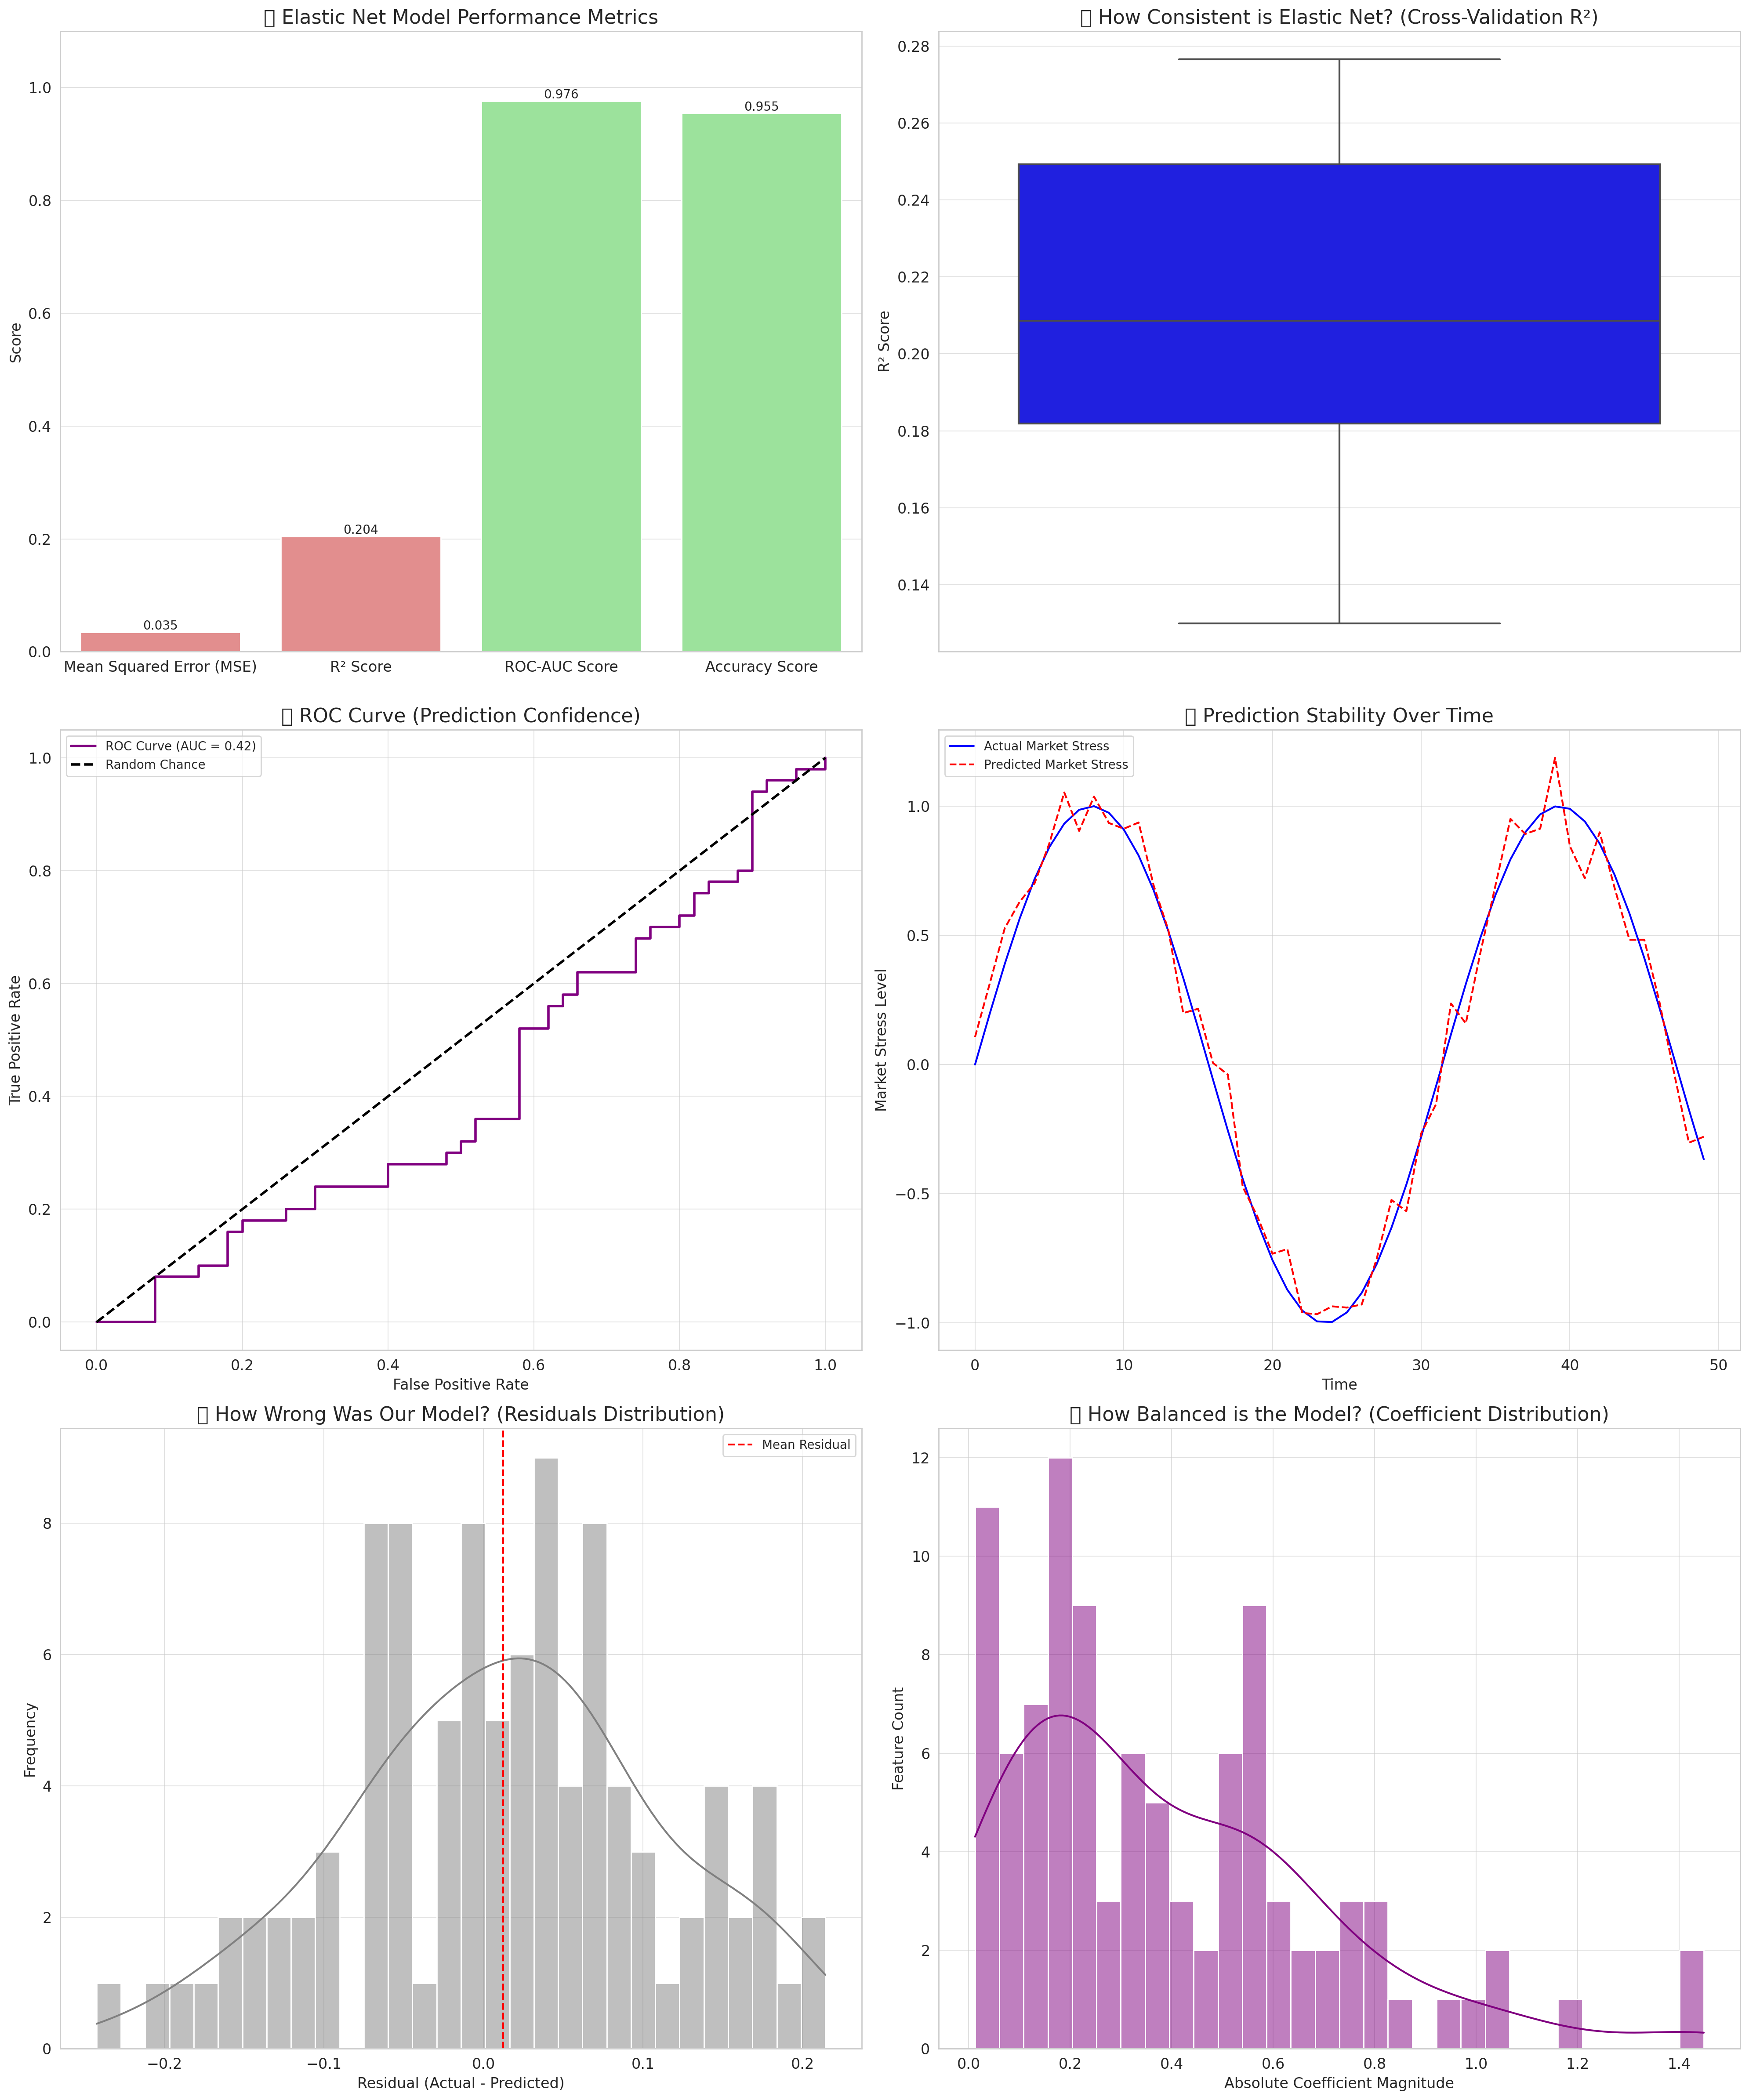 Elastic Net Model Performance Metrics
Score
1.0
0.8
0.6
0.4
0.2
0.0
0.035
0.204
0.976
0.955
Mean Squared Error (MSE)
R² Score
ROC-AUC Score
Accuracy Score
How Consistent is Elastic Net? (Cross-Validation R²)
R² Score
0.28
0.26
0.24
0.22
0.20
0.18
0.16
0.14
ROC Curve (Prediction Confidence)
ROC Curve (AUC = 0.42)
Random Chance
True Positive Rate
1.0
0.8
0.6
0.4
0.2
0.0
0.0 0.2 0.4 0.6 0.8 1.0
False Positive Rate
Prediction Stability Over Time
Actual Market Stress
Predicted Market Stress
Market Stress Level
1.0
0.5
0.0
−0.5
−1.0
0 10 20 30 40 50
Time
How Wrong Was Our Model? (Residuals Distribution)
Mean Residual
Frequency
8
6
4
2
0
−0.2 −0.1 0.0 0.1 0.2
Residual (Actual - Predicted)
How Balanced is the Model? (Coefficient Distribution)
Feature Count
12
10
8
6
4
2
0
0.0 0.2 0.4 0.6 0.8 1.0 1.2 1.4
Absolute Coefficient Magnitude